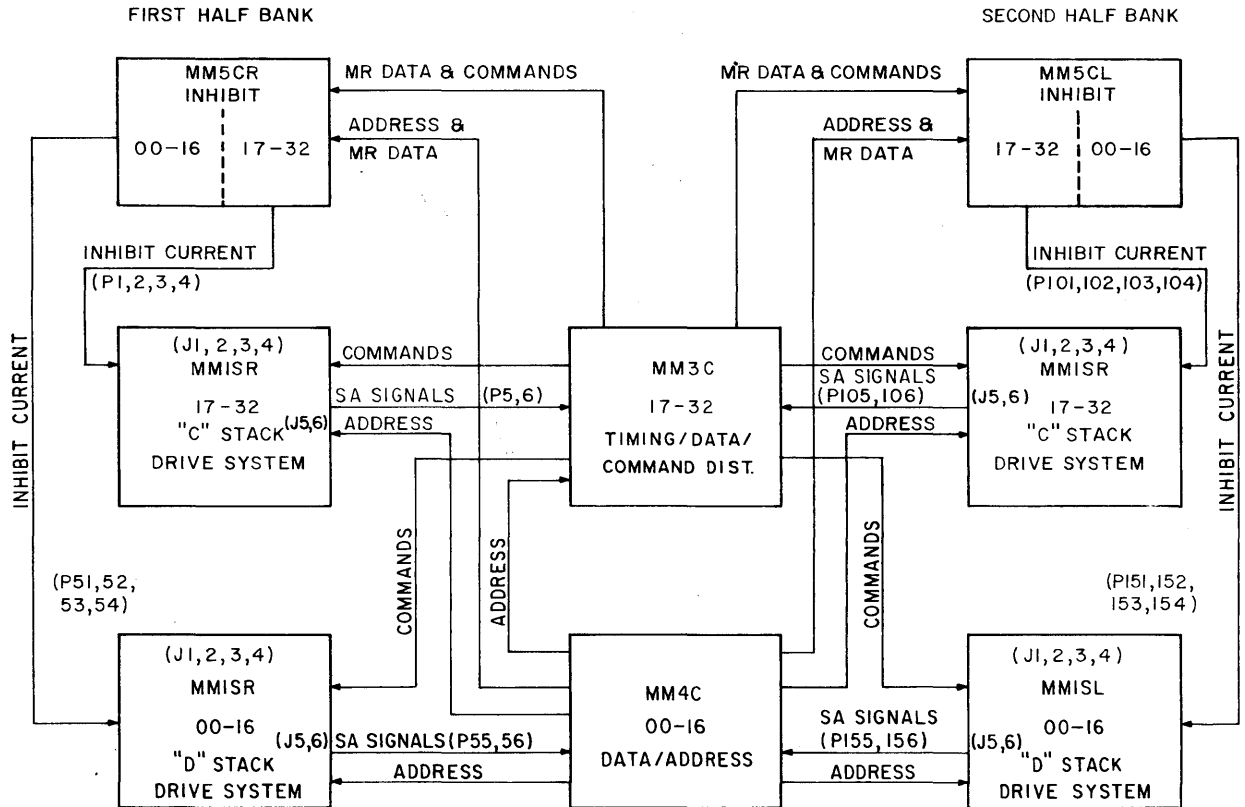 FIRST HALF BANK
SECOND HALF BANK
MM5CR
INHIBIT
00-16
17-32
MR DATA & COMMANDS
ADDRESS &
MR DATA
MR DATA & COMMANDS
ADDRESS &
MR DATA
MM5CL
INHIBIT
17-32
00-16
INHIBIT CURRENT
(P1,2,3,4)
INHIBIT CURRENT
(P101,102,103,104)
INHIBIT CURRENT
INHIBIT CURRENT
(J1,2,3,4)
MMISR
17-32
"C" STACK
DRIVE SYSTEM
(J5,6)
COMMANDS
SA SIGNALS (P5,6)
ADDRESS
MM3C
17-32
TIMING/DATA/
COMMAND DIST.
COMMANDS
SA SIGNALS
(P105,106)
ADDRESS
(J1,2,3,4)
MMISR
(J5,6)
17-32
"C" STACK
DRIVE SYSTEM
COMMANDS
ADDRESS
COMMANDS
(P51,52,
53,54)
(P151,152,
153,154)
(J1,2,3,4)
MMISR
00-16
"D" STACK
DRIVE SYSTEM
(J5,6)
SA SIGNALS(P55,56)
ADDRESS
MM4C
00-16
DATA/ADDRESS
SA SIGNALS
(P155,156)
ADDRESS
(J1,2,3,4)
MMISL
00-16
(J5,6)
"D" STACK
DRIVE SYSTEM